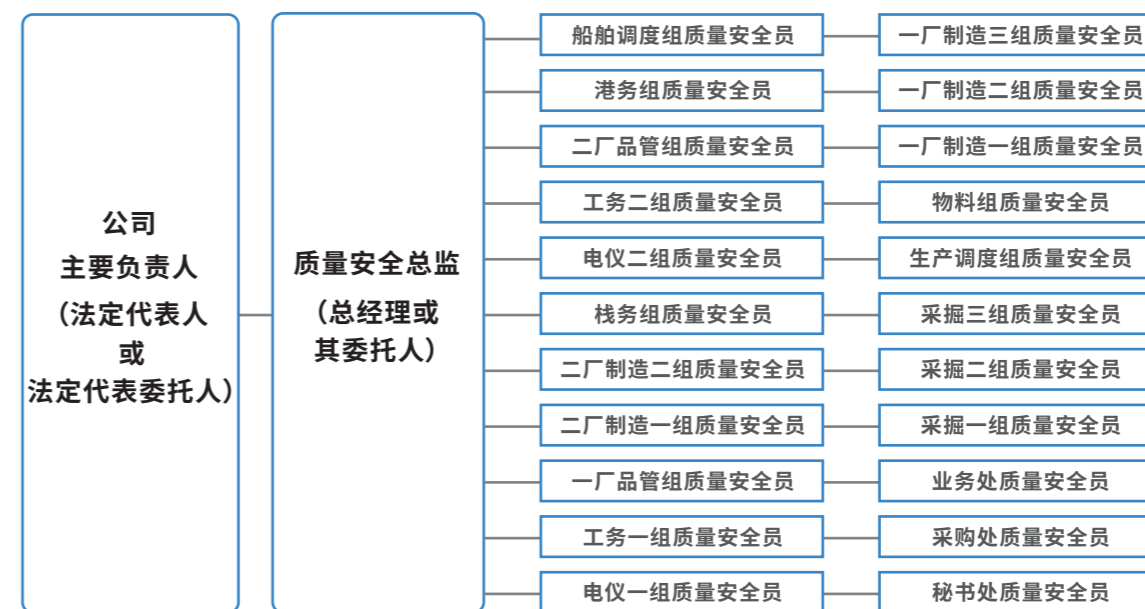 公司
主要负责人
（法定代表人
或
法定代表委托人）
质量安全总监
（总经理或
其委托人）
船舶调度组质量安全员
一厂制造三组质量安全员
港务组质量安全员
一厂制造二组质量安全员
二厂品管组质量安全员
一厂制造一组质量安全员
工务二组质量安全员
物料组质量安全员
电仪二组质量安全员
生产调度组质量安全员
栈务组质量安全员
采掘三组质量安全员
二厂制造二组质量安全员
采掘二组质量安全员
二厂制造一组质量安全员
采掘一组质量安全员
一厂品管组质量安全员
业务处质量安全员
工务一组质量安全员
采购处质量安全员
电仪一组质量安全员
秘书处质量安全员